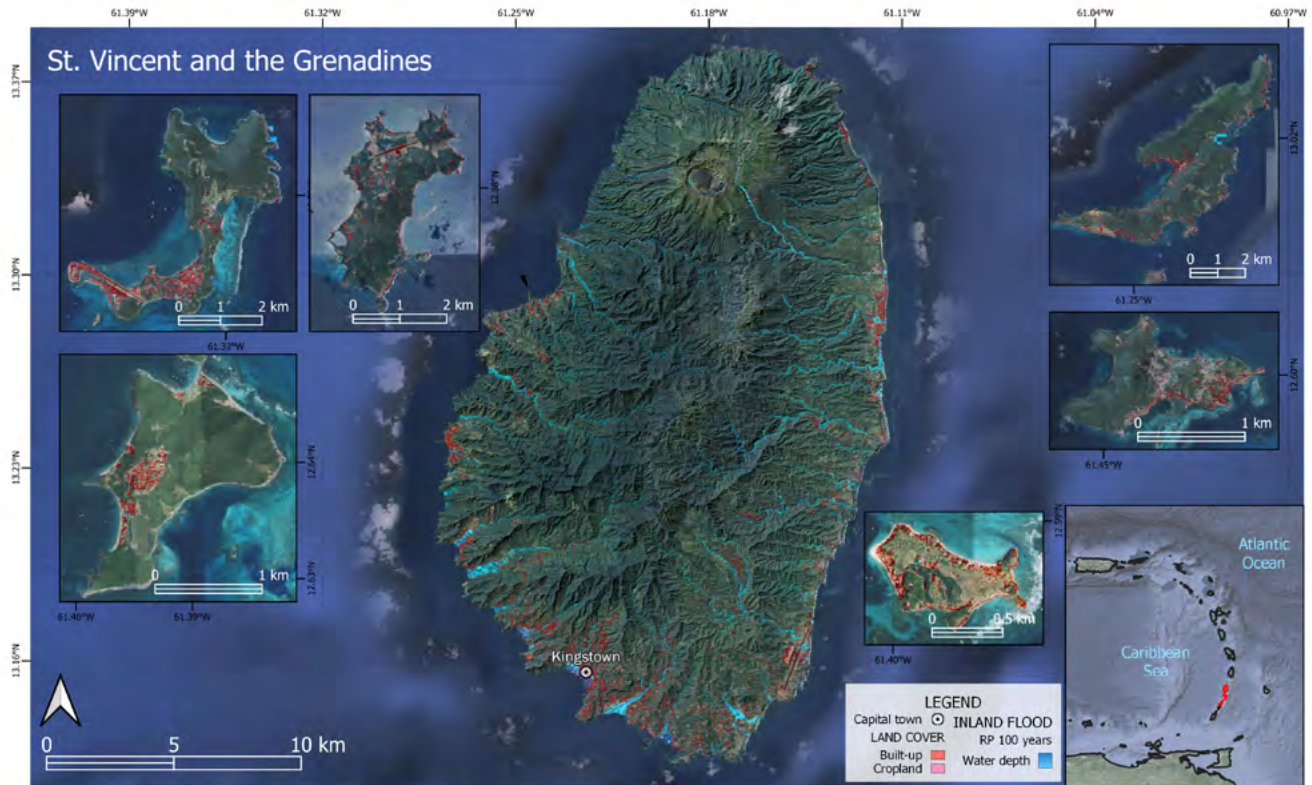 61.39°W 61.32°W 61.25°W 61.18°W 61.11°W 61.04°W 60.97°W
St. Vincent and the Grenadines
13.37°N
13.30°N
13.23°N
13.16°N
0 1 2 km
61.32°W
0 1 2 km
12.88°N
0 1 km
12.64°N
12.63°N
61.39°W
0 1 2 km
61.25°W
13.02°N
0 1 km
61.45°W
12.60°N
0 0.5 km
61.40°W
12.59°N
Kingstown
0 5 10 km
LEGEND
Capital town INLAND FLOOD
LAND COVER RP 100 years
Built-up Water depth
Cropland
Atlantic
Ocean
Caribbean
Sea